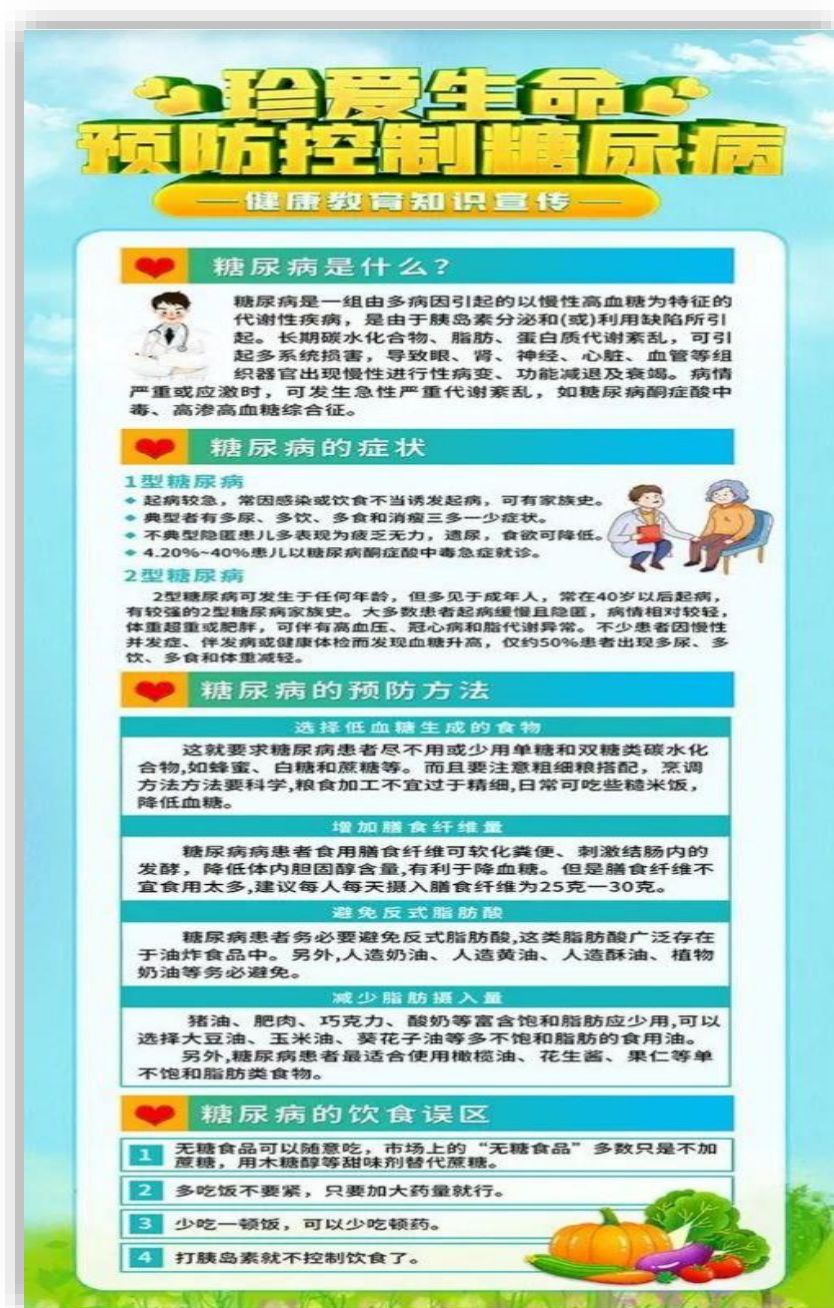 珍爱生命
预防控制糖尿病
健康教育知识宣传
糖尿病是什么?
糖尿病是一组由多病因引起的以慢性高血糖为特征的
代谢性疾病，是由于胰岛素分泌和(或)利用缺陷所引
起。长期碳水化合物、脂肪、蛋白质代谢紊乱，可引
起多系统损害，导致眼、肾、神经、心脏、血管等组
织器官出现慢性进行性病变、功能减退及衰竭。病情
严重或应激时，可发生急性严重代谢紊乱，如糖尿病酮症酸中
毒、高渗高血糖综合征。
糖尿病的症状
1型糖尿病
◆ 起病较急，常因感染或饮食不当诱发起病，可有家族史。
◆ 典型者有多尿、多饮、多食和消瘦三多一少症状。
◆ 不典型隐匿患儿多表现为疲乏无力，遗尿，食欲可降低。
◆ 4.20%~40%患儿以糖尿病酮症酸中毒急症就诊。
2型糖尿病
2型糖尿病可发生于任何年龄，但多见于成年人，常在40岁以后起病，
有较强的2型糖尿病家族史。大多数患者起病缓慢且隐匿，病情相对较轻，
体重超重或肥胖，可伴有高血压、冠心病和脂代谢异常。不少患者因慢性
并发症、伴发病或健康体检而发现血糖升高，仅约50%患者出现多尿、多
饮、多食和体重减轻。
糖尿病的预防方法
选择低血糖生成的食物
这就要求糖尿病患者尽不用或少用单糖和双糖类碳水化
合物,如蜂蜜、白糖和蔗糖等。而且要注意粗细粮搭配，烹调
方法方法要科学,粮食加工不宜过于精细,日常可吃些糙米饭，
降低血糖。
增加膳食纤维量
糖尿病病患者食用膳食纤维可软化粪便、刺激结肠内的
发酵，降低体内胆固醇含量,有利于降血糖。但是膳食纤维不
宜食用太多,建议每人每天摄入膳食纤维为25克一30克。
避免反式脂肪酸
糖尿病患者务必要避免反式脂肪酸,这类脂肪酸广泛存在
于油炸食品中。另外,人造奶油、人造黄油、人造酥油、植物
奶油等务必避免。
减少脂肪摄入量
猪油、肥肉、巧克力、酸奶等富含饱和脂肪应少用,可以
选择大豆油、玉米油、葵花子油等多不饱和脂肪的食用油。
另外,糖尿病患者最适合使用橄榄油、花生酱、果仁等单
不饱和脂肪类食物。
糖尿病的饮食误区
1 无糖食品可以随意吃，市场上的“无糖食品”多数只是不加
蔗糖，用木糖醇等甜味剂替代蔗糖。
2 多吃饭不要紧，只要加大药量就行。
3 少吃一顿饭，可以少吃顿药。
4 打胰岛素就不控制饮食了。